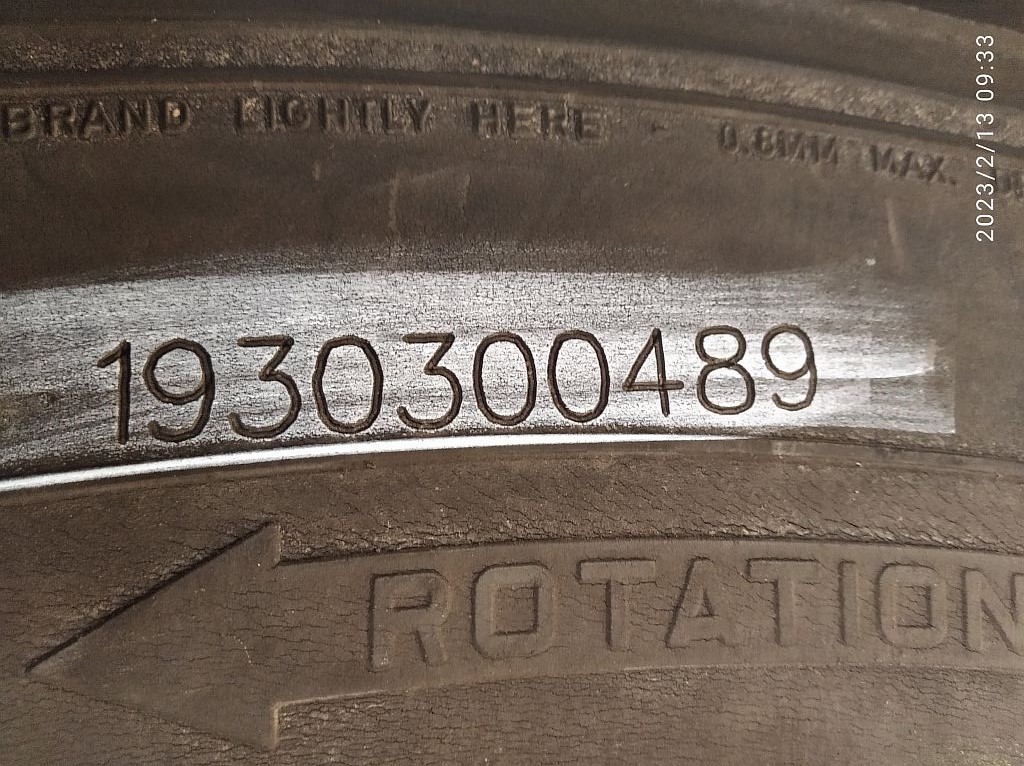 BRAND LIGHTLY HERE - 0.8MM MAX.
2023/2/13 09:33
1930300489
ROTATION